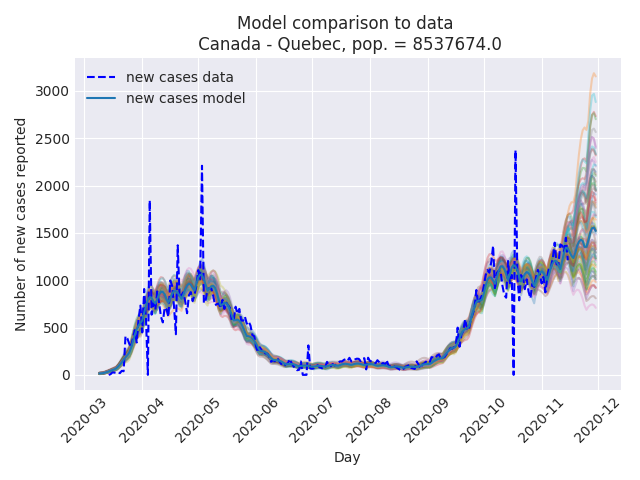 Model comparison to data
Canada - Quebec, pop. = 8537674.0
new cases data
new cases model
Number of new cases reported
3000
2500
2000
1500
1000
500
0
2020-03
2020-04
2020-05
2020-06
2020-07
2020-08
2020-09
2020-10
2020-11
2020-12
Day